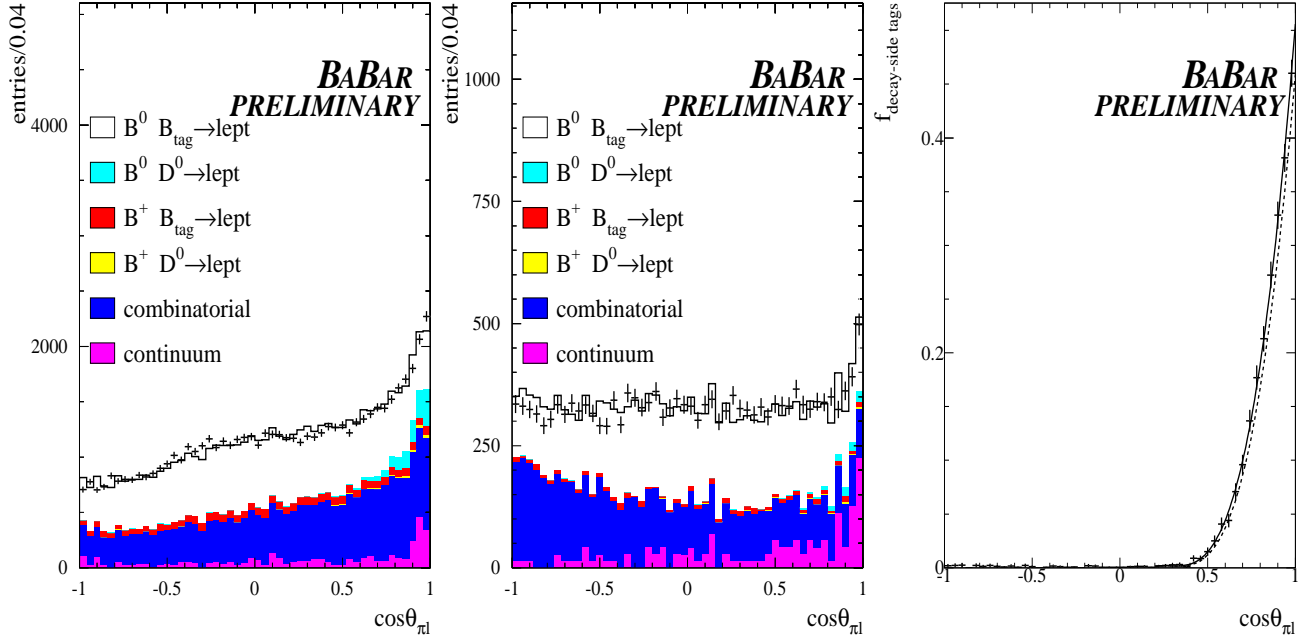 entries/0.04
4000
2000
0
-1
-0.5
0
0.5
1
cosθπl
BABAR
PRELIMINARY
B0 Btag→lept
B0 D0→lept
B+ Btag→lept
B+ D0→lept
combinatorial
continuum
entries/0.04
1000
750
500
250
0
-1
-0.5
0
0.5
1
cosθπl
BABAR
PRELIMINARY
B0 Btag→lept
B0 D0→lept
B+ Btag→lept
B+ D0→lept
combinatorial
continuum
fdecay-side tags
0.4
0.2
0
-1
-0.5
0
0.5
1
cosθπl
BABAR
PRELIMINARY